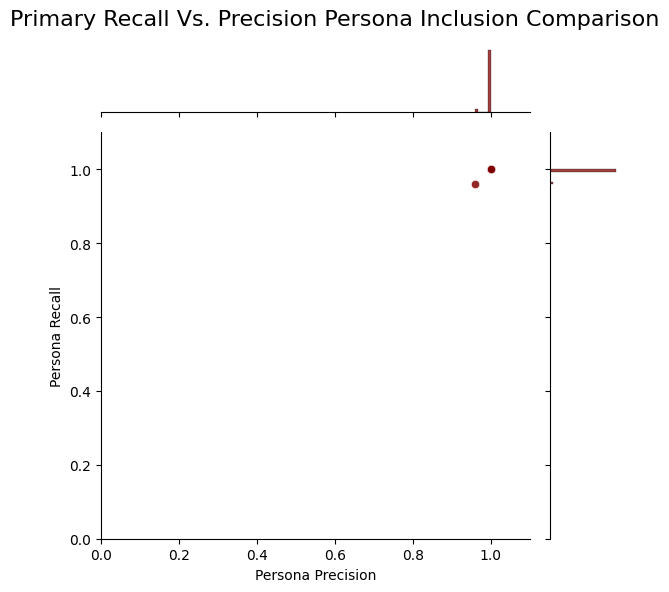 Primary Recall Vs. Precision Persona Inclusion Comparison
1.0
0.8
0.6
0.4
0.2
0.0
Persona Recall
0.0 0.2 0.4 0.6 0.8 1.0
Persona Precision